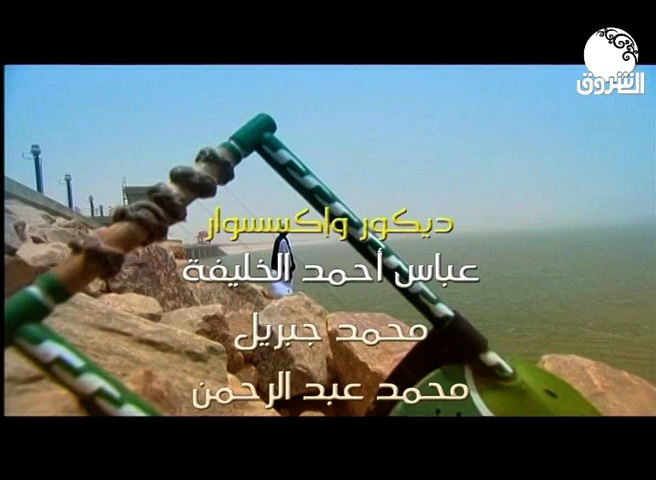 الشروق
ديكور واكسسوار
عباس أحمد الخليفة
محمد جبريل
محمد عبد الرحمن